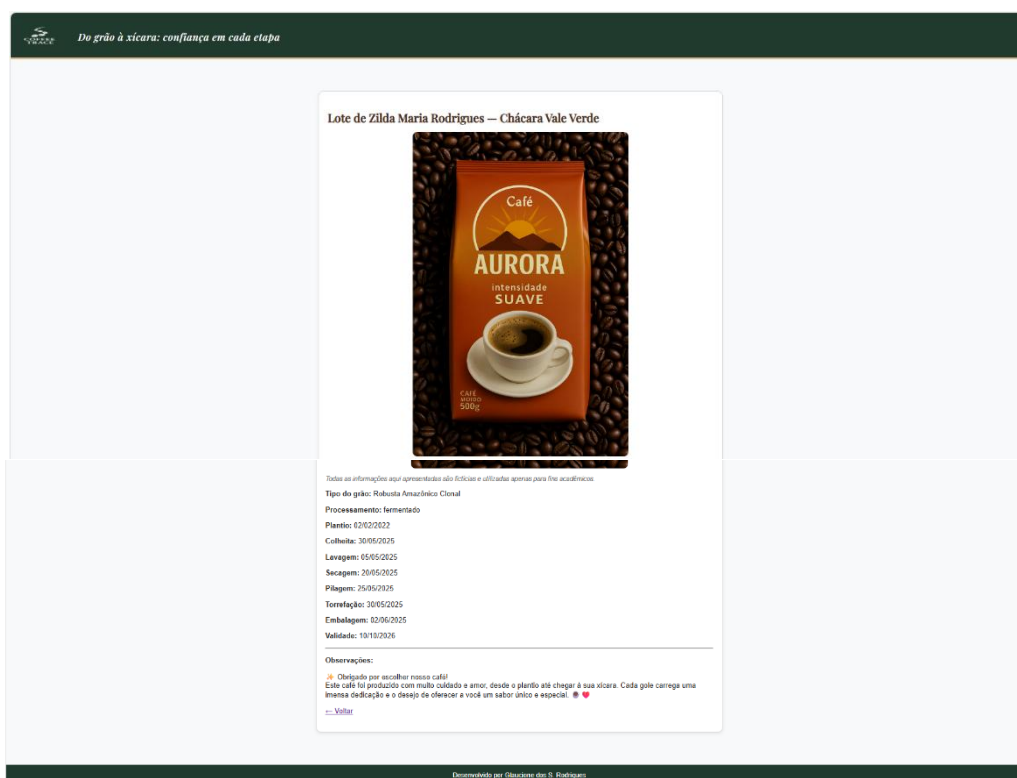 COFFEE
TRACE
Do grão à xícara: confiança em cada etapa
Lote de Zilda Maria Rodrigues — Chácara Vale Verde
Café
AURORA
intensidade
SUAVE
CAFÉ
MOÍDO
500g
Todas as informações aqui apresentadas são fictícias e utilizadas apenas para fins acadêmicos.
Tipo do grão: Robusta Amazônico Clonal
Processamento: fermentado
Plantio: 02/02/2022
Colheita: 30/05/2025
Lavagem: 05/05/2025
Secagem: 20/05/2025
Pilagem: 25/05/2025
Torrefação: 30/05/2025
Embalagem: 02/06/2025
Validade: 10/10/2026
Observações:
✨ Obrigado por escolher nosso café!
Este café foi produzido com muito cuidado e amor, desde o plantio até chegar à sua xícara. Cada gole carrega uma
imensa dedicação e o desejo de oferecer a você um sabor único e especial.
← Voltar
Desenvolvido por Glauciene dos S. Rodrigues